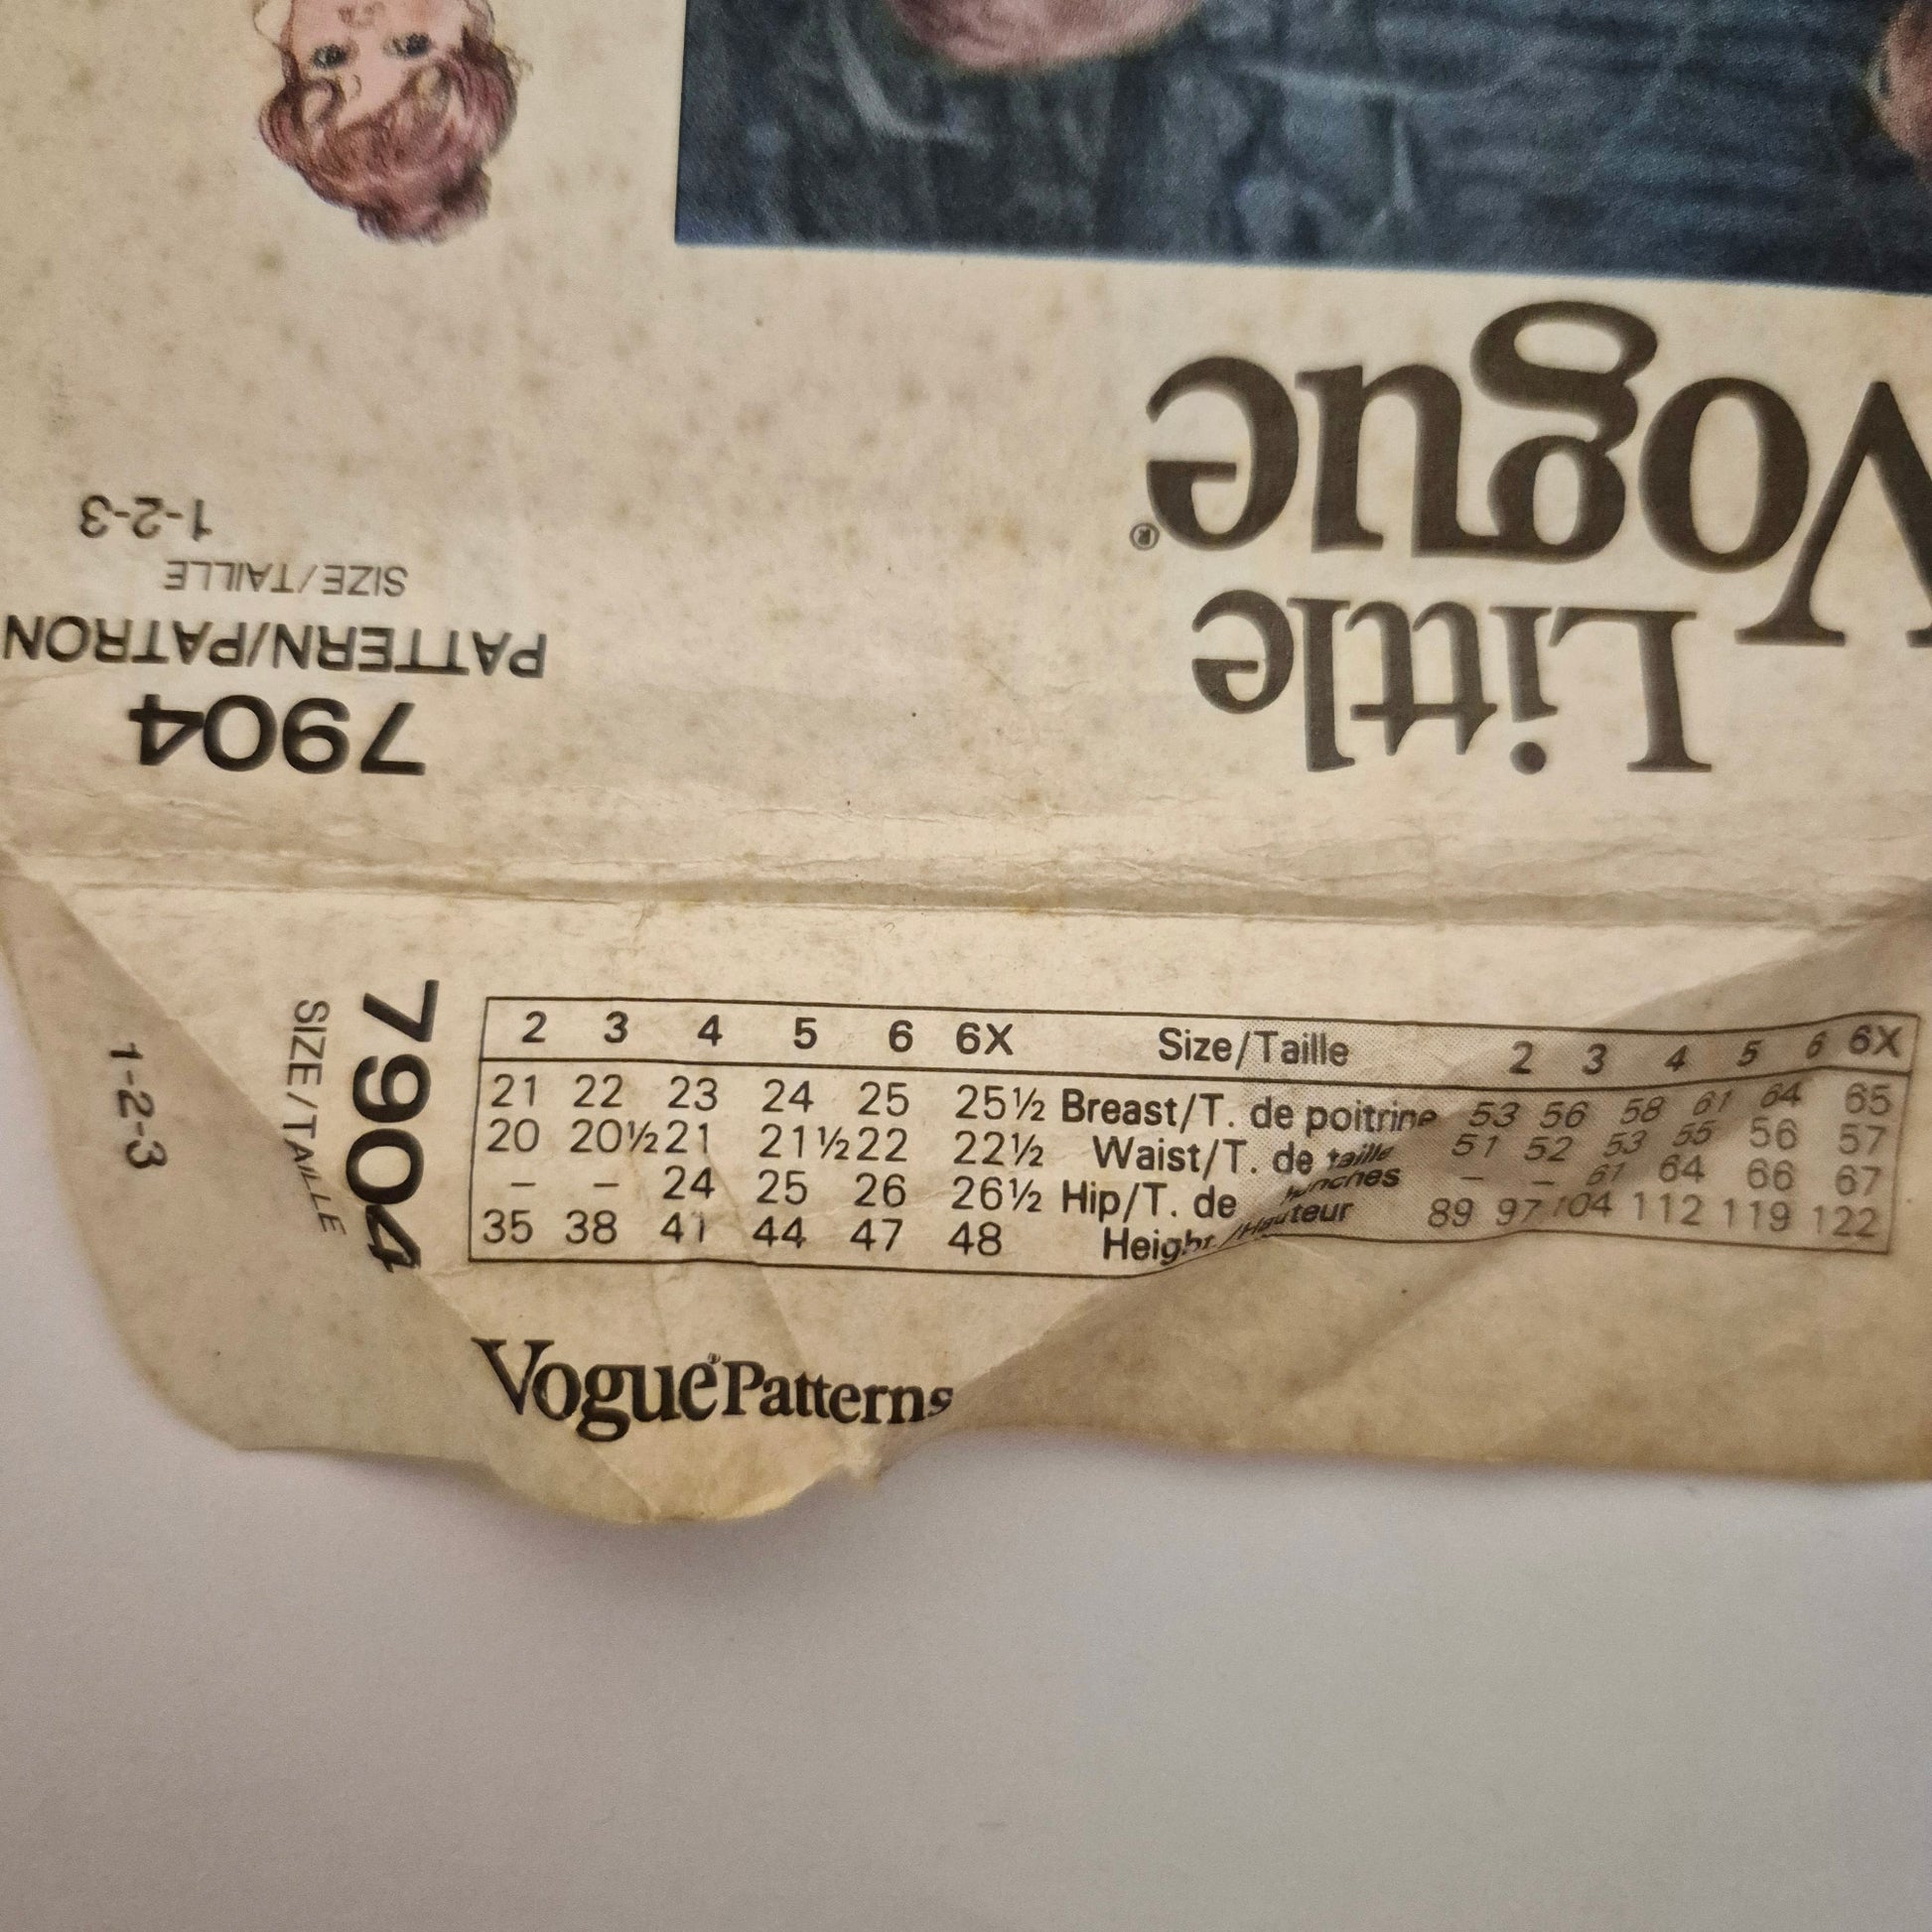 Little
Vogue®
7904
PATTERN/PATRON
SIZE/TAILLE
1-2-3
7904
SIZE/TAILLE
1-2-3
2 3 4 5 6 6X Size/Taille 2 3 4 5 6 6X
21 22 23 24 25 25½ Breast/T. de poitrine 53 56 58 61 64 65
20 20½ 21 21½ 22 22½ Waist/T. de taille 51 52 53 55 56 57
– – 24 25 26 26½ Hip/T. de hanches – – 61 64 66 67
35 38 41 44 47 48 Height/Hauteur 89 97 104 112 119 122
Vogue® Patterns